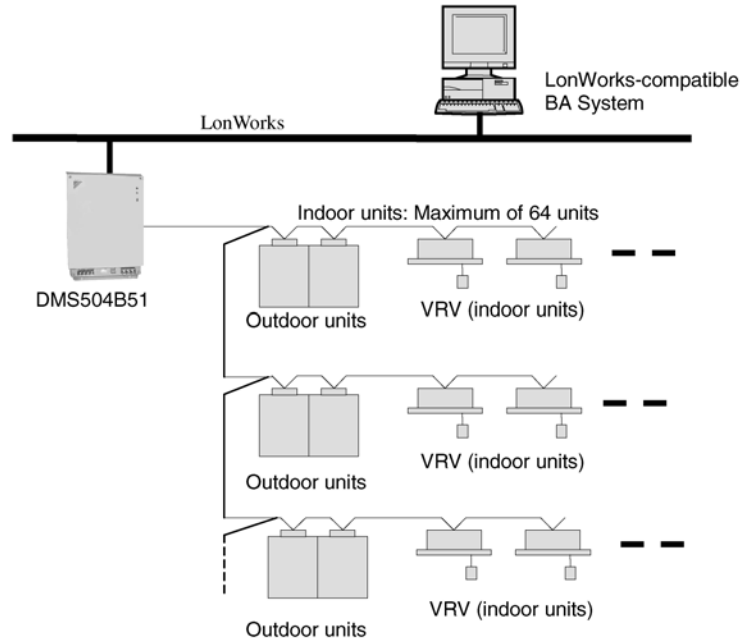 LonWorks-compatible
BA System
LonWorks
Indoor units: Maximum of 64 units
DMS504B51
Outdoor units
VRV (indoor units)
Outdoor units
VRV (indoor units)
Outdoor units
VRV (indoor units)